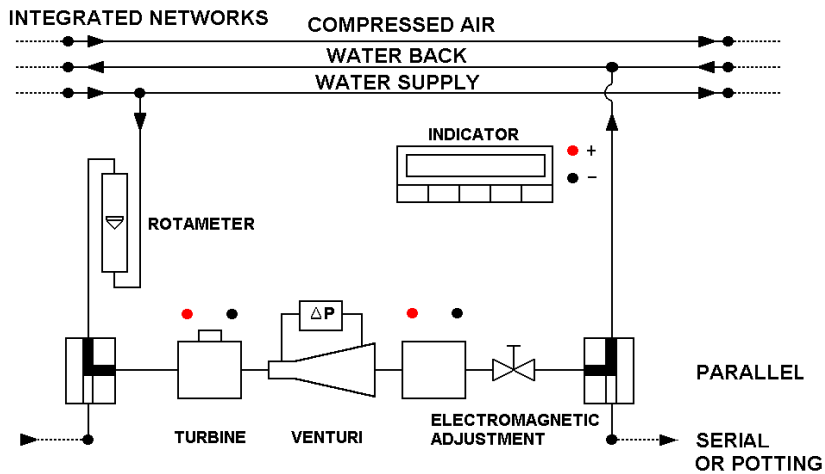 INTEGRATED NETWORKS
COMPRESSED AIR
WATER BACK
WATER SUPPLY
INDICATOR
+
−
ROTAMETER
ΔP
PARALLEL
TURBINE
VENTURI
ELECTROMAGNETIC
ADJUSTMENT
SERIAL
OR POTTING